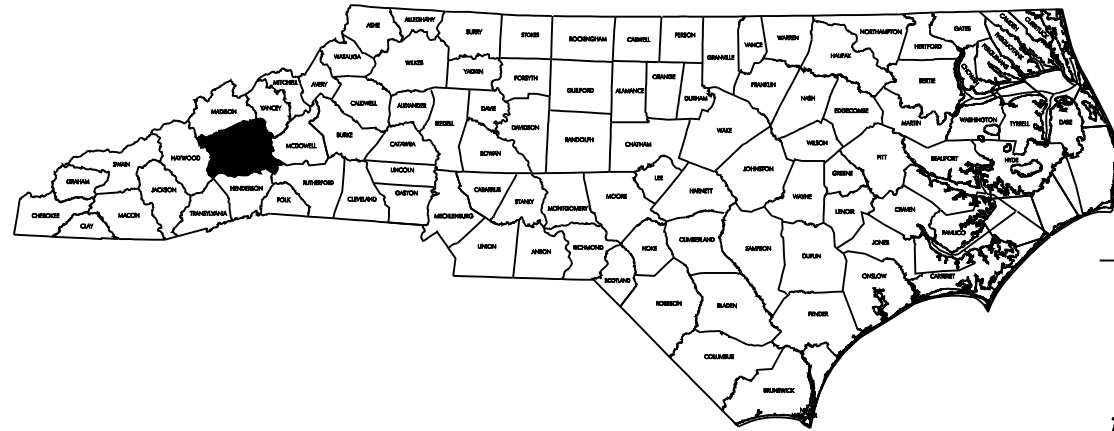 ASHE
ALLEGHANY
SURRY
STOKES
ROCKINGHAM
CASWELL
PERSON
GRANVILLE
VANCE
WARREN
NORTHAMPTON
GATES
HERTFORD
HALIFAX
CAMDEN
WATAUGA
WILKES
YADKIN
FORSYTH
GUILFORD
ALAMANCE
ORANGE
DURHAM
FRANKLIN
NASH
EDGECOMBE
BERTIE
MARTIN
WASHINGTON
TYRRELL
DARE
MITCHELL
AVERY
YANCEY
MADISON
CALDWELL
ALEXANDER
IREDELL
DAVIE
DAVIDSON
RANDOLPH
CHATHAM
WAKE
WILSON
PITT
BEAUFORT
HYDE
BURKE
MCDOWELL
CATAWBA
ROWAN
LINCOLN
GASTON
HAYWOOD
SWAIN
GRAHAM
JACKSON
CHEROKEE
CLAY
MACON
TRANSYLVANIA
HENDERSON
POLK
RUTHERFORD
CLEVELAND
MECKLENBURG
CABARRUS
STANLY
MONTGOMERY
MOORE
LEE
HARNETT
JOHNSTON
WAYNE
GREENE
LENOIR
CRAVEN
PAMLICO
JONES
CARTERET
ONSLOW
UNION
ANSON
RICHMOND
SCOTLAND
HOKE
CUMBERLAND
SAMPSON
DUPLIN
ROBESON
BLADEN
PENDER
COLUMBUS
BRUNSWICK